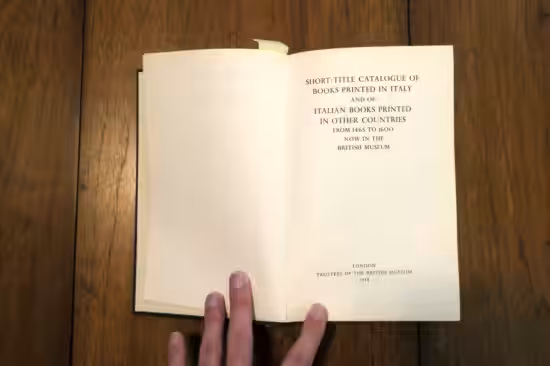 SHORT-TITLE CATALOGUE OF
BOOKS PRINTED IN ITALY
AND OF
ITALIAN BOOKS PRINTED
IN OTHER COUNTRIES
FROM 1465 TO 1600
NOW IN THE
BRITISH MUSEUM
LONDON
TRUSTEES OF THE BRITISH MUSEUM